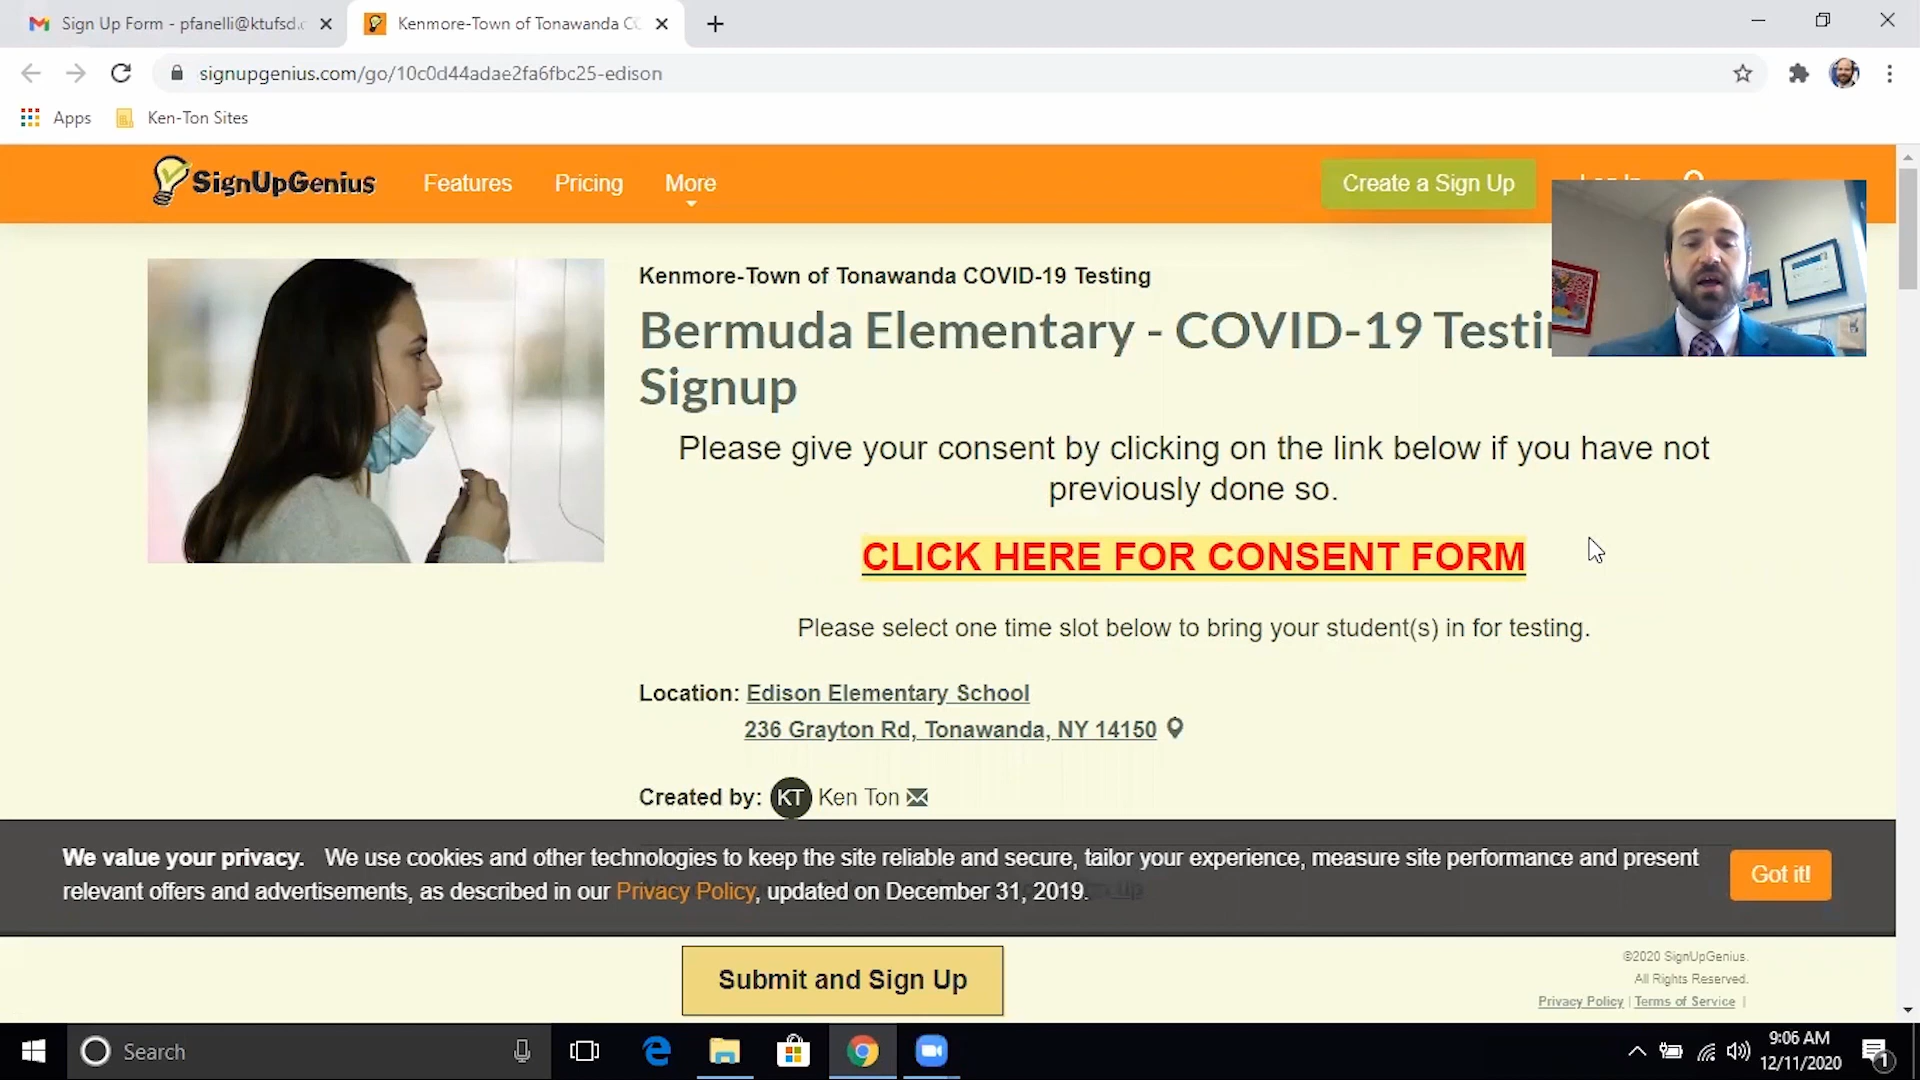 Sign Up Form - pfanelli@ktufsd.
Kenmore-Town of Tonawanda
signupgenius.com/go/10c0d44adae2fa6fbc25-edison
Apps
Ken-Ton Sites
SignUpGenius
Features
Pricing
More
Create a Sign Up
Kenmore-Town of Tonawanda COVID-19 Testing
Bermuda Elementary - COVID-19
Signup
Please give your consent by clicking on the link below if you have not
previously done so.
CLICK HERE FOR CONSENT FORM
Please select one time slot below to bring your student(s) in for testing.
Location: Edison Elementary School
236 Grayton Rd, Tonawanda, NY 14150
Created by: KT Ken Ton
We value your privacy. We use cookies and other technologies to keep the site reliable and secure, tailor your experience, measure site performance and present
relevant offers and advertisements, as described in our Privacy Policy, updated on December 31, 2019.
Got it!
Submit and Sign Up
©2020 SignUpGenius.
All Rights Reserved.
Privacy Policy | Terms of Service |
Search
9:06 AM
12/11/2020
1